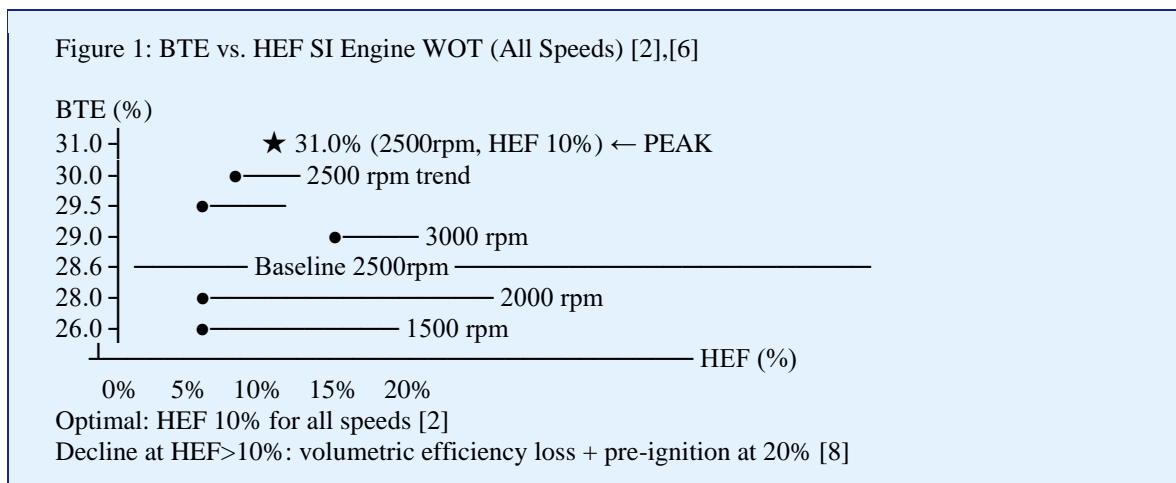 Figure 1: BTE vs. HEF SI Engine WOT (All Speeds) [2],[6]
BTE (%)
31.0 ★ 31.0% (2500rpm, HEF 10%) ← PEAK
30.0 ● 2500 rpm trend
29.5 ●
29.0 ● 3000 rpm
28.6 Baseline 2500rpm
28.0 ● 2000 rpm
26.0 ● 1500 rpm
HEF (%)
0% 5% 10% 15% 20%
Optimal: HEF 10% for all speeds [2]
Decline at HEF>10%: volumetric efficiency loss + pre-ignition at 20% [8]